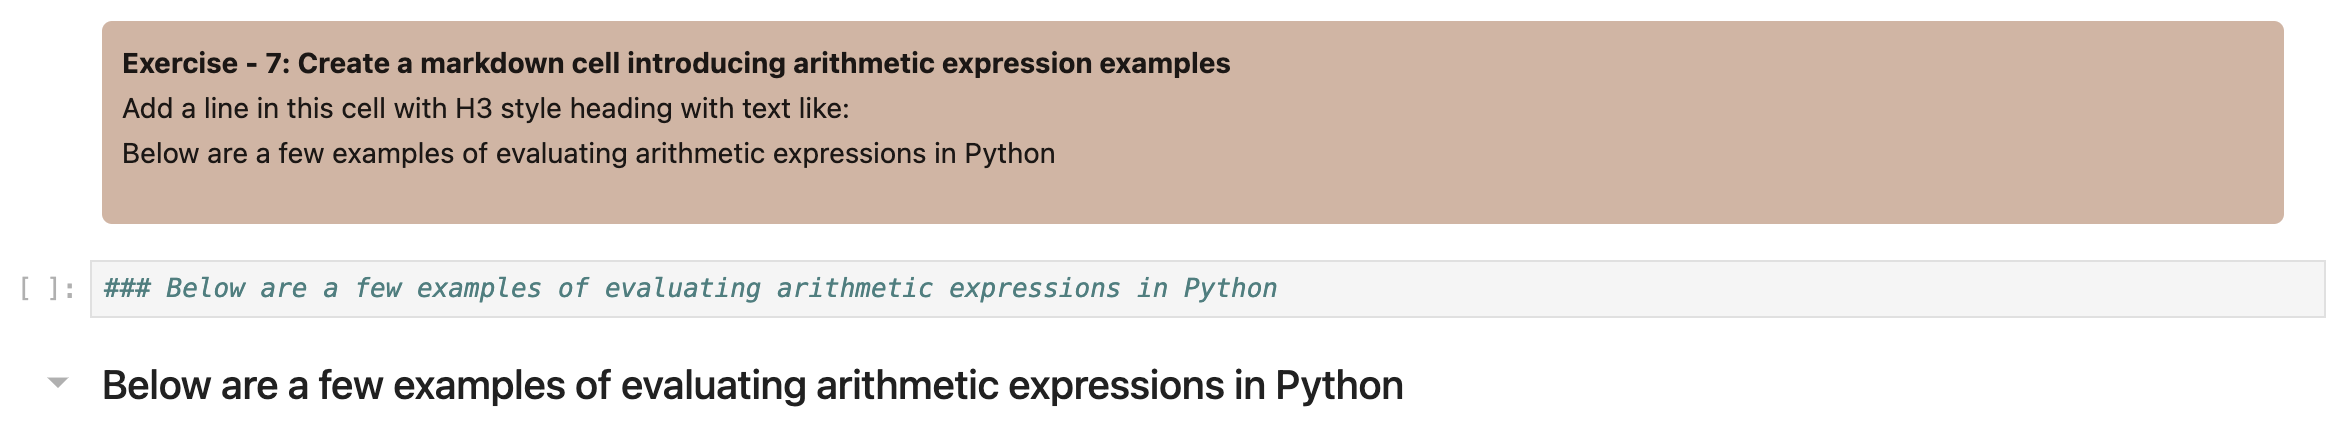 Exercise - 7: Create a markdown cell introducing arithmetic expression examples
Add a line in this cell with H3 style heading with text like:
Below are a few examples of evaluating arithmetic expressions in Python
[ ]: ### Below are a few examples of evaluating arithmetic expressions in Python
Below are a few examples of evaluating arithmetic expressions in Python